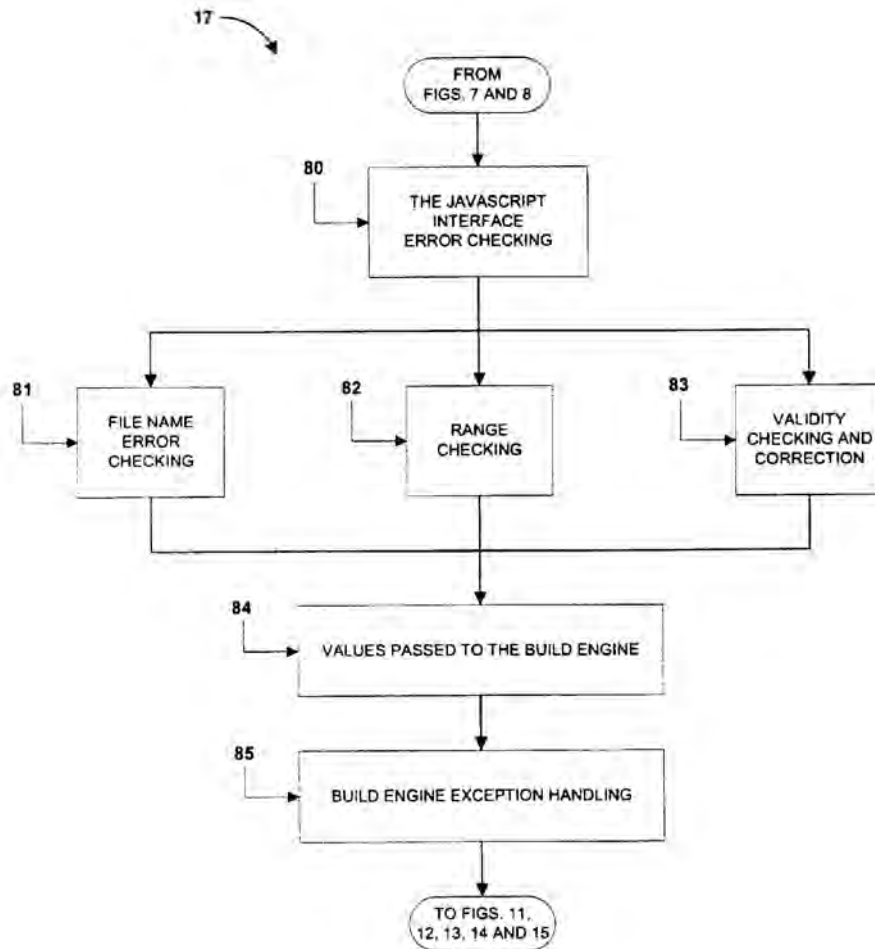 17
FROM
FIGS. 7 AND 8
80
THE JAVASCRIPT
INTERFACE
ERROR CHECKING
81
FILE NAME
ERROR
CHECKING
82
RANGE
CHECKING
83
VALIDITY
CHECKING AND
CORRECTION
84
VALUES PASSED TO THE BUILD ENGINE
85
BUILD ENGINE EXCEPTION HANDLING
TO FIGS. 11,
12, 13, 14 AND 15